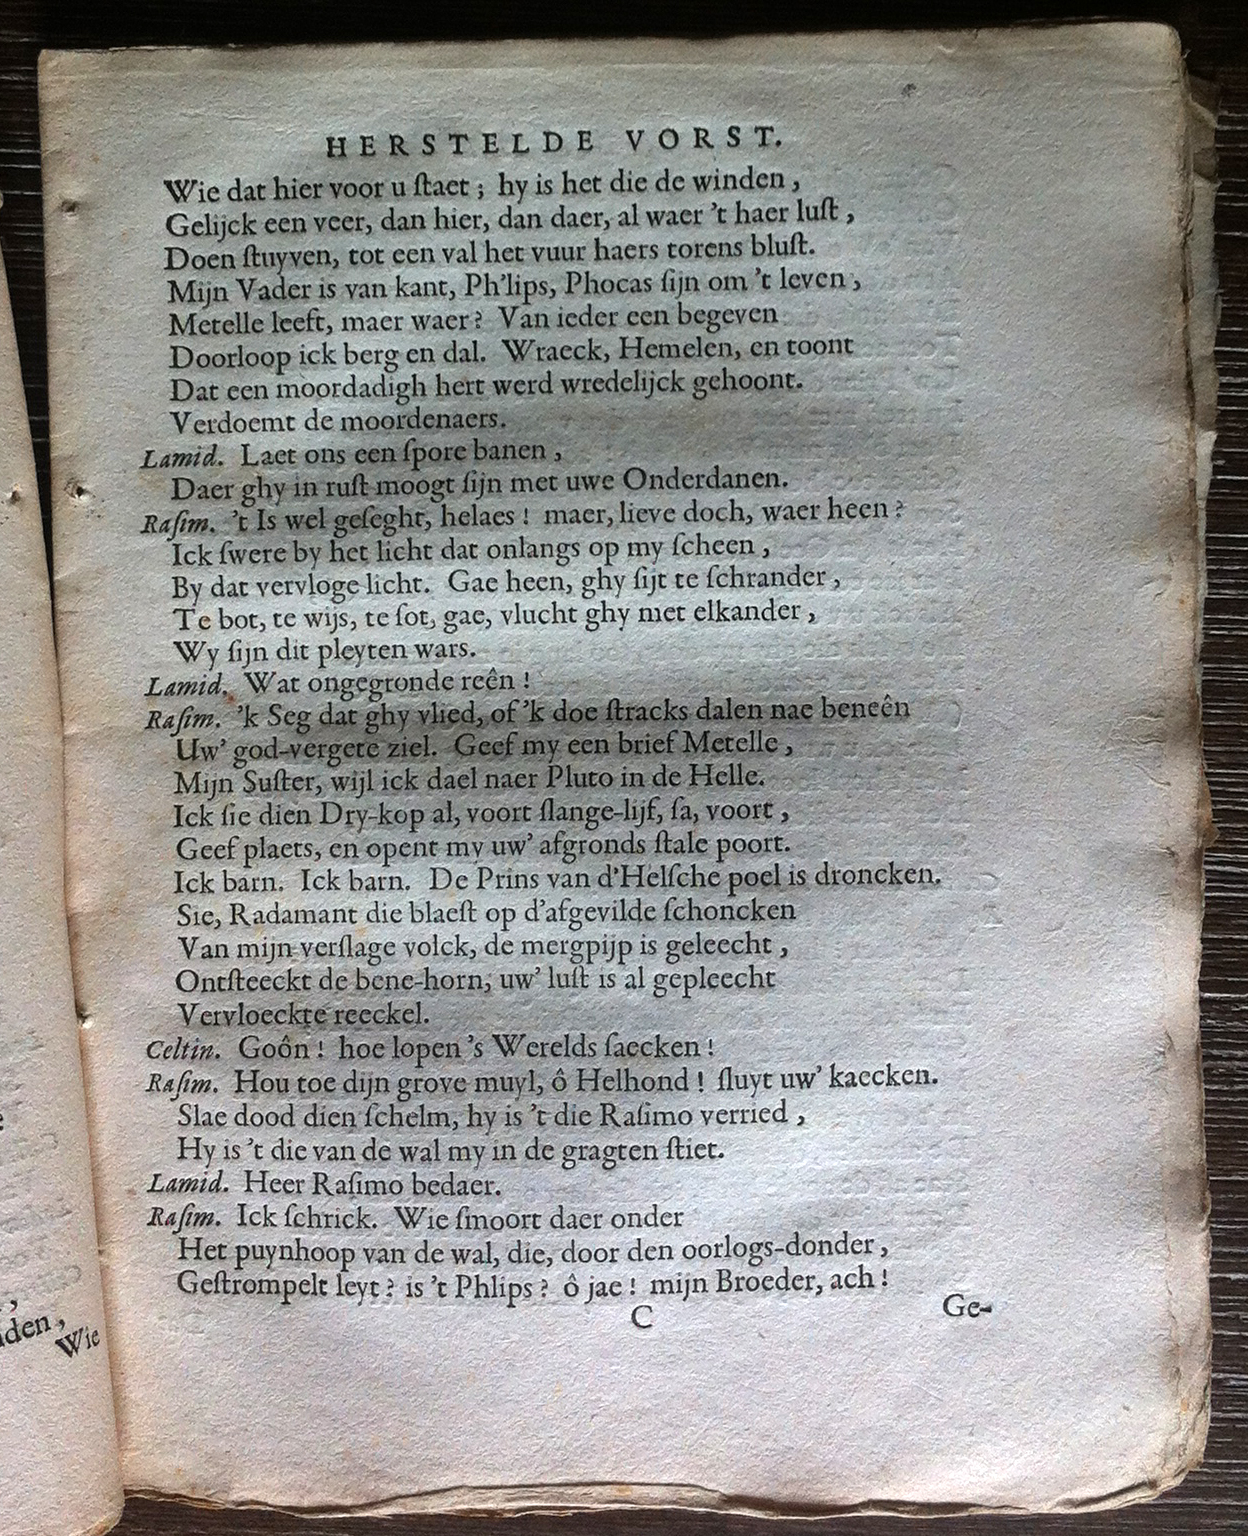 HERSTELDE VORST.
Wie dat hier voor u ſtaet; hy is het die de winden,
Gelijck een veer, dan hier, dan daer, al waer 't haer luſt,
Doen ſtuyven, tot een val het vuur haers torens bluſt.
Mijn Vader is van kant, Ph'lips, Phocas ſijn om 't leven,
Metelle leeft, maer waer? Van ieder een begeven
Doorloop ick berg en dal. Wraeck, Hemelen, en toont
Dat een moordadigh hert werd wredelijck gehoont.
Verdoemt de moordenaers.
Lamid. Laet ons een ſpore banen,
Daer ghy in ruſt moogt ſijn met uwe Onderdanen.
Raſim. 't Is wel geſeght, helaes! maer, lieve doch, waer heen?
Ick ſwere by het licht dat onlangs op my ſcheen,
By dat vervloge licht. Gae heen, ghy ſijt te ſchrander,
Te bot, te wijs, te ſot, gae, vlucht ghy met elkander,
Wy ſijn dit pleyten wars.
Lamid. Wat ongegronde reên!
Raſim. 'k Seg dat ghy vlied, of 'k doe ſtracks dalen nae beneên
Uw' god-vergete ziel. Geef my een brief Metelle,
Mijn Suſter, wijl ick dael naer Pluto in de Helle.
Ick ſie dien Dry-kop al, voort ſlange-lijf, ſa, voort,
Geef plaets, en opent my uw' afgronds ſtale poort.
Ick barn. Ick barn. De Prins van d'Helſche poel is droncken.
Sie, Radamant die blaeſt op d'afgevilde ſchoncken
Van mijn verſlage volck, de mergpijp is geleecht,
Ontſteeckt de bene-horn, uw' luſt is al gepleecht
Vervloeckte reeckel.
Celtin. Goôn! hoe lopen 's Werelds ſaecken!
Raſim. Hou toe dijn grove muyl, ô Helhond! ſluyt uw' kaecken.
Slae dood dien ſchelm, hy is 't die Raſimo verried,
Hy is 't die van de wal my in de gragten ſtiet.
Lamid. Heer Raſimo bedaer.
Raſim. Ick ſchrick. Wie ſmoort daer onder
Het puynhoop van de wal, die, door den oorlogs-donder,
Geſtrompelt leyt? is 't Phlips? ô jae! mijn Broeder, ach!
C
Ge-
den,
Wie